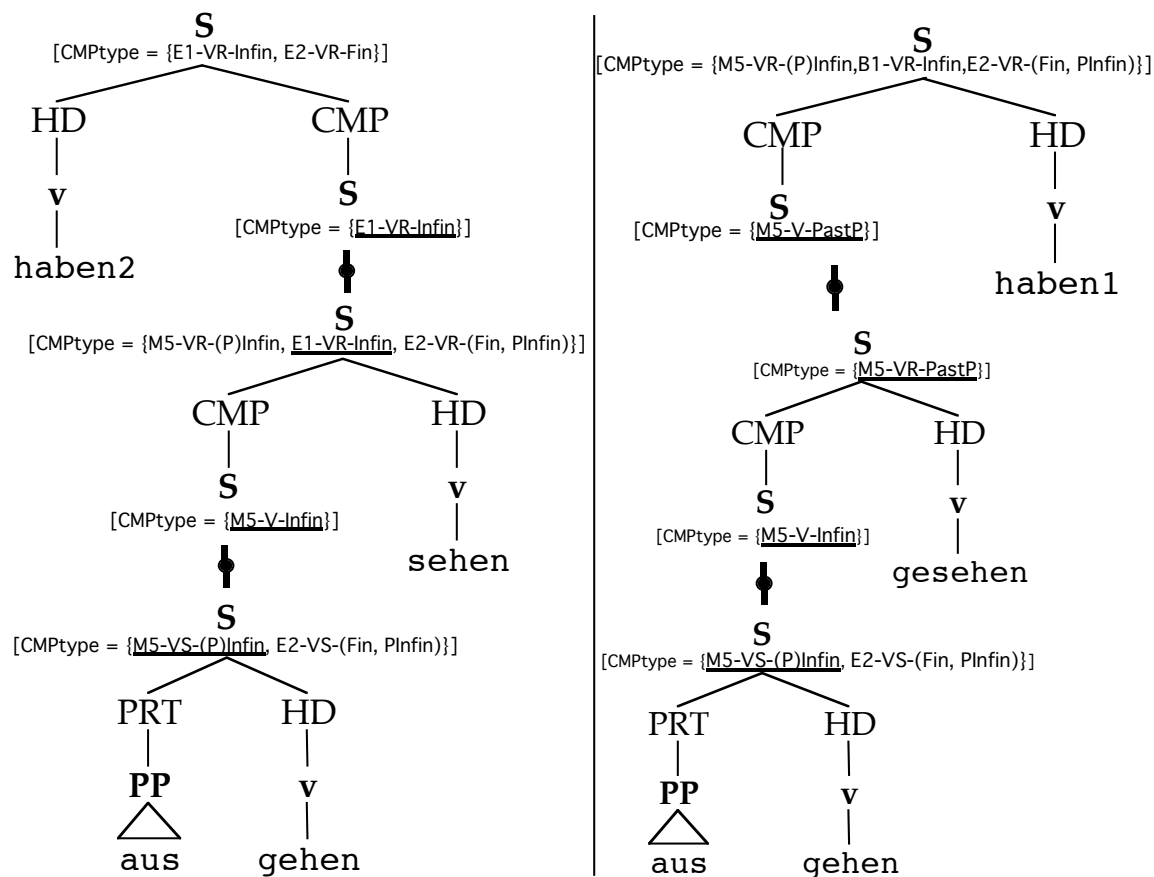 S
[CMPtype = {E1-VR-Infin, E2-VR-Fin}]
HD CMP
v S
[CMPtype = {E1-VR-Infin}]
haben2
S
[CMPtype = {M5-VR-(P)Infin, E1-VR-Infin, E2-VR-(Fin, PInfin)}]
CMP HD
S v
[CMPtype = {M5-V-Infin}]
sehen
S
[CMPtype = {M5-VS-(P)Infin, E2-VS-(Fin, PInfin)}]
PRT HD
PP v
aus gehen
S
[CMPtype = {M5-VR-(P)Infin,B1-VR-Infin,E2-VR-(Fin, PInfin)}]
CMP HD
S v
[CMPtype = {M5-V-PastP}]
haben1
S
[CMPtype = {M5-VR-PastP}]
CMP HD
S v
[CMPtype = {M5-V-Infin}]
gesehen
S
[CMPtype = {M5-VS-(P)Infin, E2-VS-(Fin, PInfin)}]
PRT HD
PP v
aus gehen